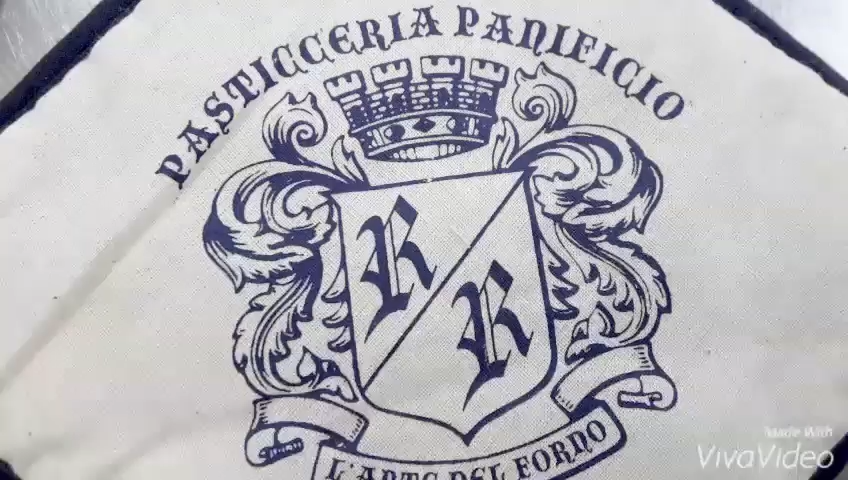 PASTICCERIA PANIFICIO
R
R
L'ARTE DEL FORNO
Made With
VivaVideo